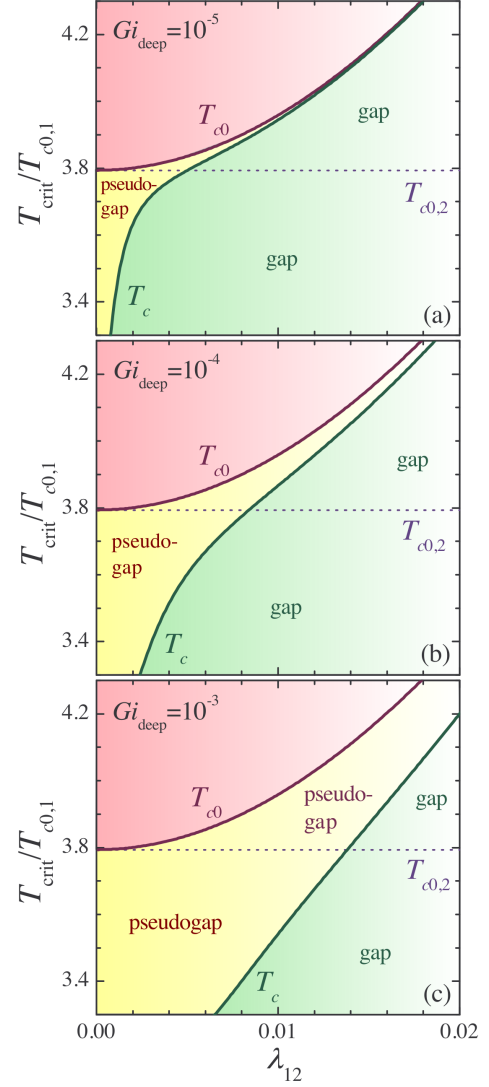 4.2
Gi_deep=10^-5
T_c0
gap
3.8
pseudo-
gap
T_c0,2
gap
T_c
3.4
(a)
T_crit/T_c0,1
4.2
Gi_deep=10^-4
T_c0
gap
3.8
T_c0,2
pseudo-
gap
gap
T_c
3.4
(b)
T_crit/T_c0,1
4.2
Gi_deep=10^-3
T_c0
pseudo-
gap
gap
3.8
T_c0,2
pseudogap
gap
T_c
3.4
(c)
T_crit/T_c0,1
0.00 0.01 0.02
λ_12